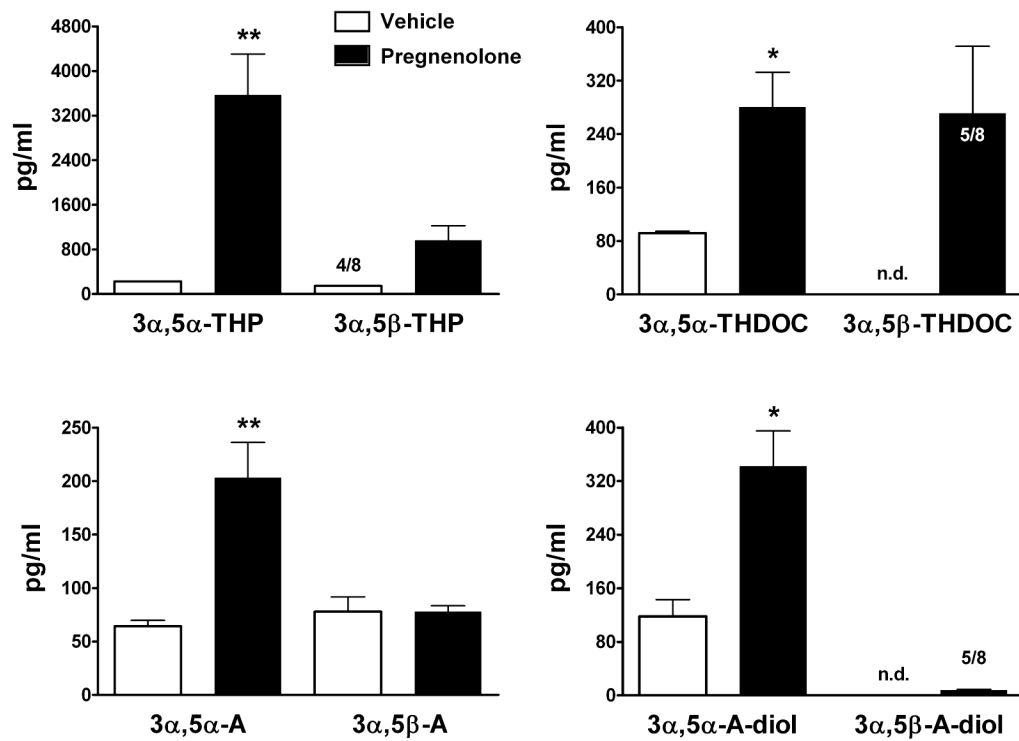 Vehicle
Pregnenolone
pg/ml
4800
4000
3200
2400
1600
800
0
**
4/8
3α,5α-THP 3α,5β-THP
pg/ml
400
320
240
160
80
0
*
5/8
n.d.
3α,5α-THDOC 3α,5β-THDOC
pg/ml
250
200
150
100
50
0
**
3α,5α-A 3α,5β-A
pg/ml
400
320
240
160
80
0
*
n.d. 5/8
3α,5α-A-diol 3α,5β-A-diol